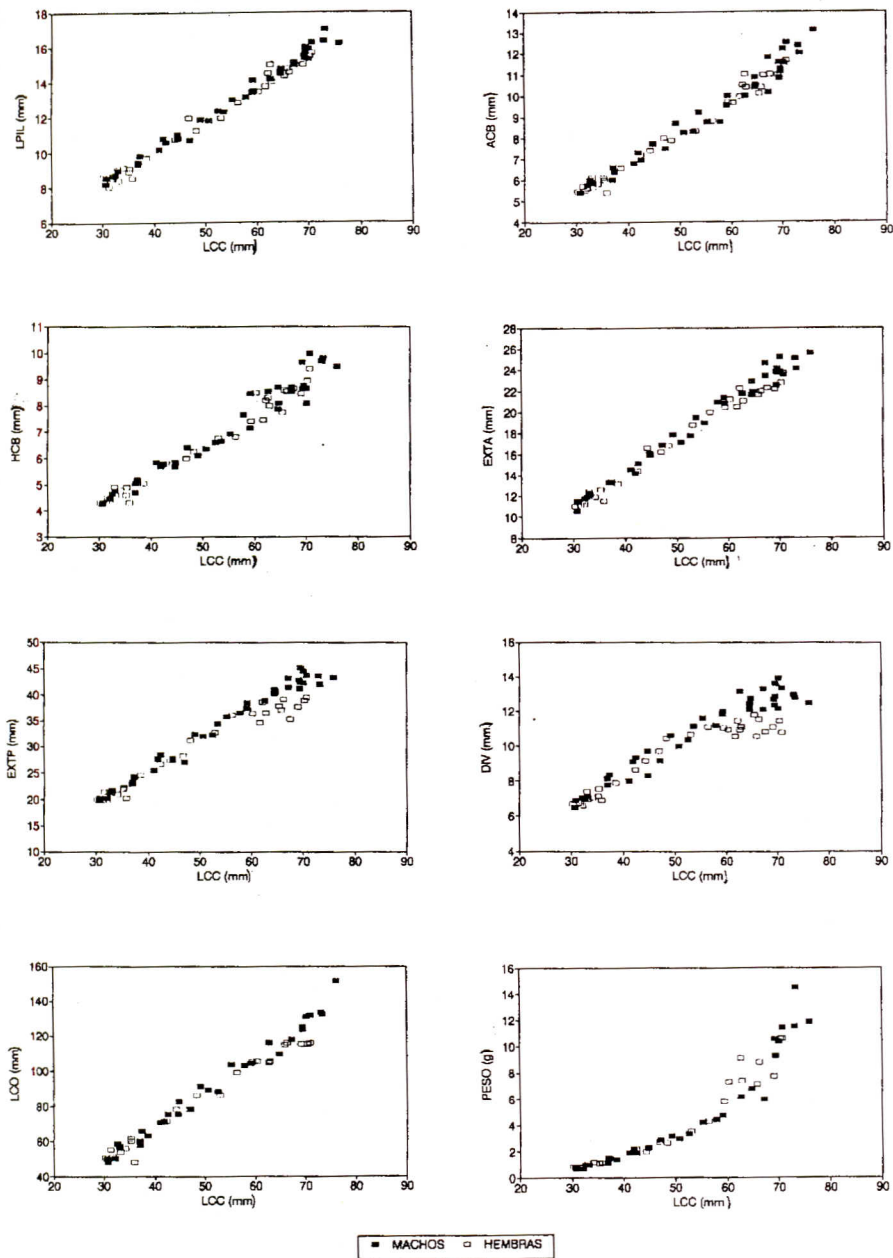 18
16
14
12
10
8
6
LPIL (mm)
20 30 40 50 60 70 80 90
LCC (mm)
14
13
12
11
10
9
8
7
6
5
4
ACB (mm)
20 30 40 50 60 70 80 90
LCC (mm)
11
10
9
8
7
6
5
4
3
HCB (mm)
20 30 40 50 60 70 80 90
LCC (mm)
28
26
24
22
20
18
16
14
12
10
8
EXTA (mm)
20 30 40 50 60 70 80 90
LCC (mm)
50
45
40
35
30
25
20
15
10
EXTP (mm)
20 30 40 50 60 70 80 90
LCC (mm)
16
14
12
10
8
6
4
DIV (mm)
20 30 40 50 60 70 80 90
LCC (mm)
160
140
120
100
80
60
40
LCO (mm)
20 30 40 50 60 70 80 90
LCC (mm)
16
14
12
10
8
6
4
2
0
PESO (g)
20 30 40 50 60 70 80 90
LCC (mm)
MACHOS HEMBRAS